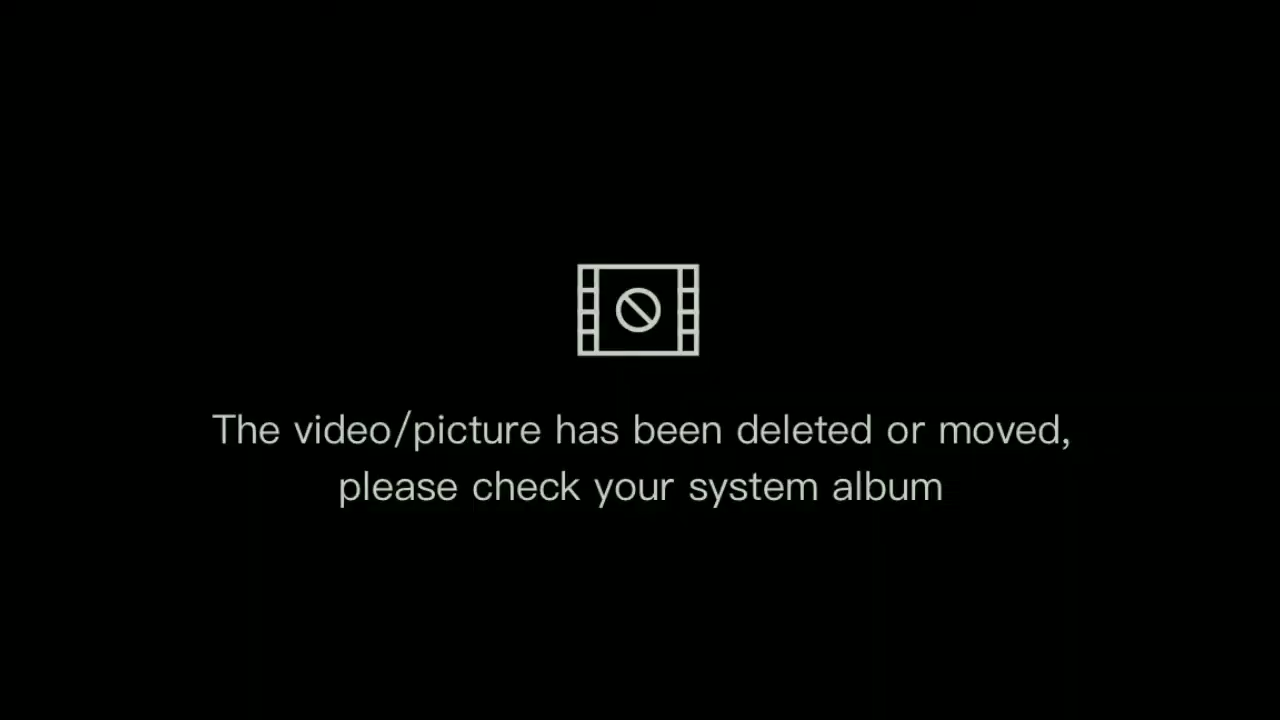 The video/picture has been deleted or moved,
please check your system album